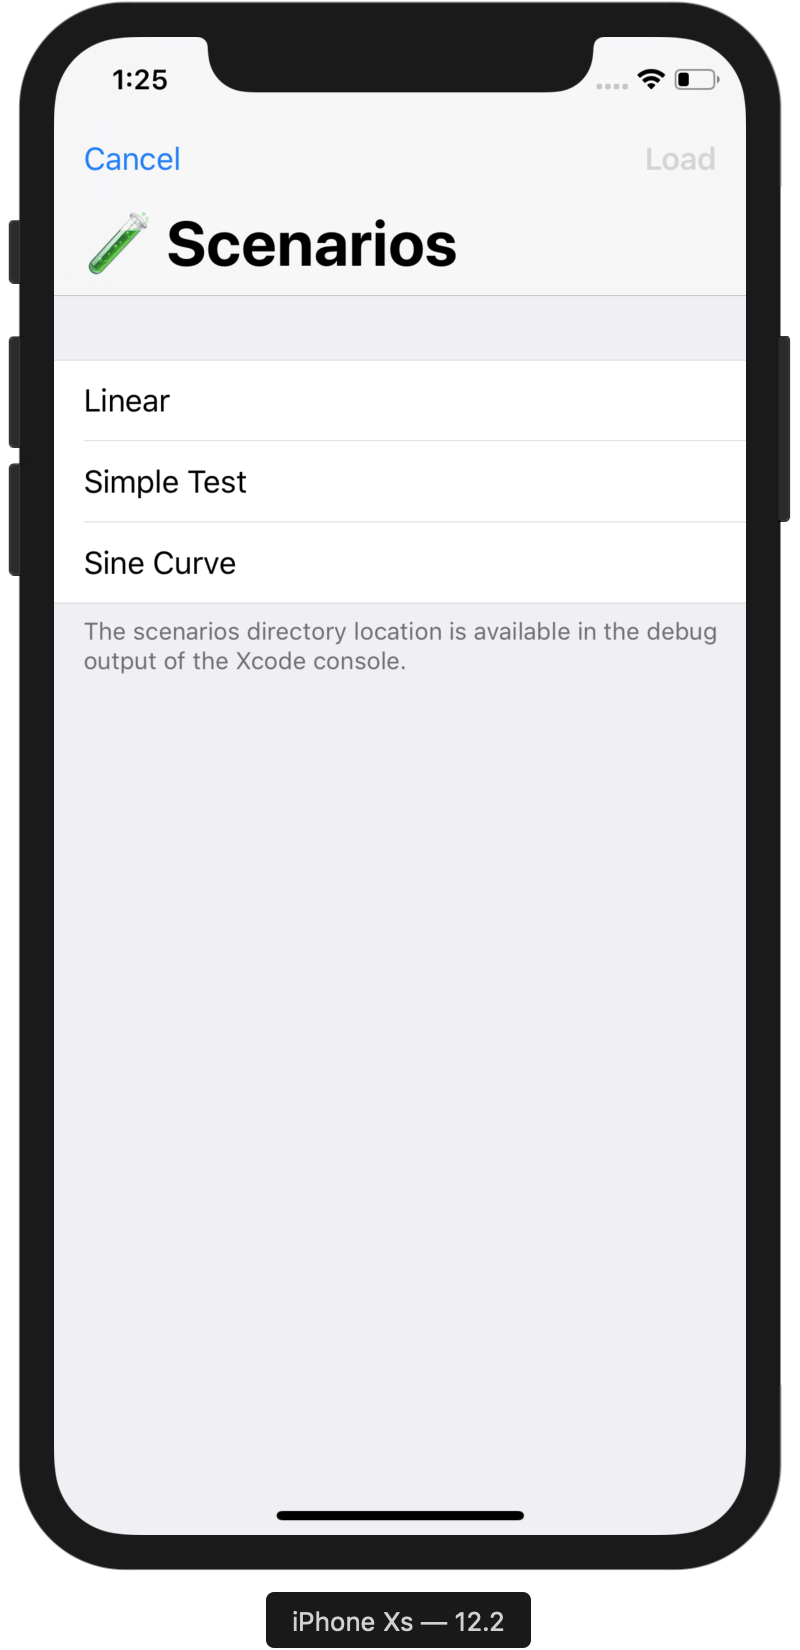 1:25
Cancel
Load
Scenarios
Linear
Simple Test
Sine Curve
The scenarios directory location is available in the debug
output of the Xcode console.
iPhone Xs — 12.2